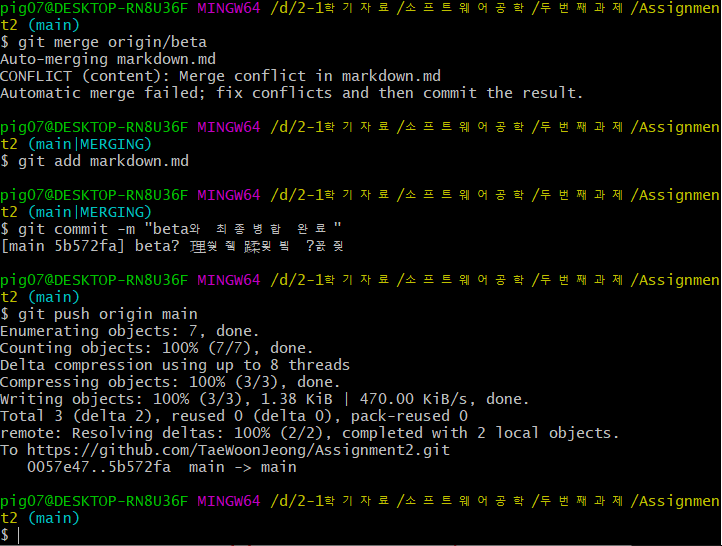 pig07@DESKTOP-RN8U36F MINGW64 /d/2-1학기자료/소프트웨어공학/두번째과제/Assignmen
t2 (main)
$ git merge origin/beta
Auto-merging markdown.md
CONFLICT (content): Merge conflict in markdown.md
Automatic merge failed; fix conflicts and then commit the result.
pig07@DESKTOP-RN8U36F MINGW64 /d/2-1학기자료/소프트웨어공학/두번째과제/Assignmen
t2 (main|MERGING)
$ git add markdown.md
pig07@DESKTOP-RN8U36F MINGW64 /d/2-1학기자료/소프트웨어공학/두번째과제/Assignmen
t2 (main|MERGING)
$ git commit -m "beta와 최종병합 완료"
[main 5b572fa] beta?
pig07@DESKTOP-RN8U36F MINGW64 /d/2-1학기자료/소프트웨어공학/두번째과제/Assignmen
t2 (main)
$ git push origin main
Enumerating objects: 7, done.
Counting objects: 100% (7/7), done.
Delta compression using up to 8 threads
Compressing objects: 100% (3/3), done.
Writing objects: 100% (3/3), 1.38 KiB | 470.00 KiB/s, done.
Total 3 (delta 2), reused 0 (delta 0), pack-reused 0
remote: Resolving deltas: 100% (2/2), completed with 2 local objects.
To https://github.com/TaeWoonJeong/Assignment2.git
   0057e47..5b572fa  main -> main
pig07@DESKTOP-RN8U36F MINGW64 /d/2-1학기자료/소프트웨어공학/두번째과제/Assignmen
t2 (main)
$